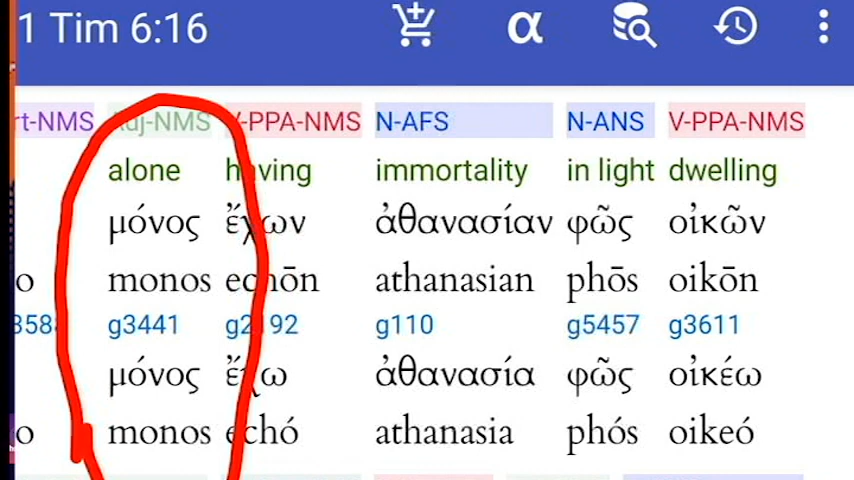 1 Tim 6:16
α
rt-NMS Adj-NMS V-PPA-NMS N-AFS N-ANS V-PPA-NMS
alone having immortality in light dwelling
μόνος ἔχων ἀθανασίαν φῶς οἰκῶν
o monos echōn athanasian phōs oikōn
3588 g3441 g2192 g110 g5457 g3611
μόνος ἔχω ἀθανασία φῶς οἰκέω
o monos echó athanasia phós oikeó